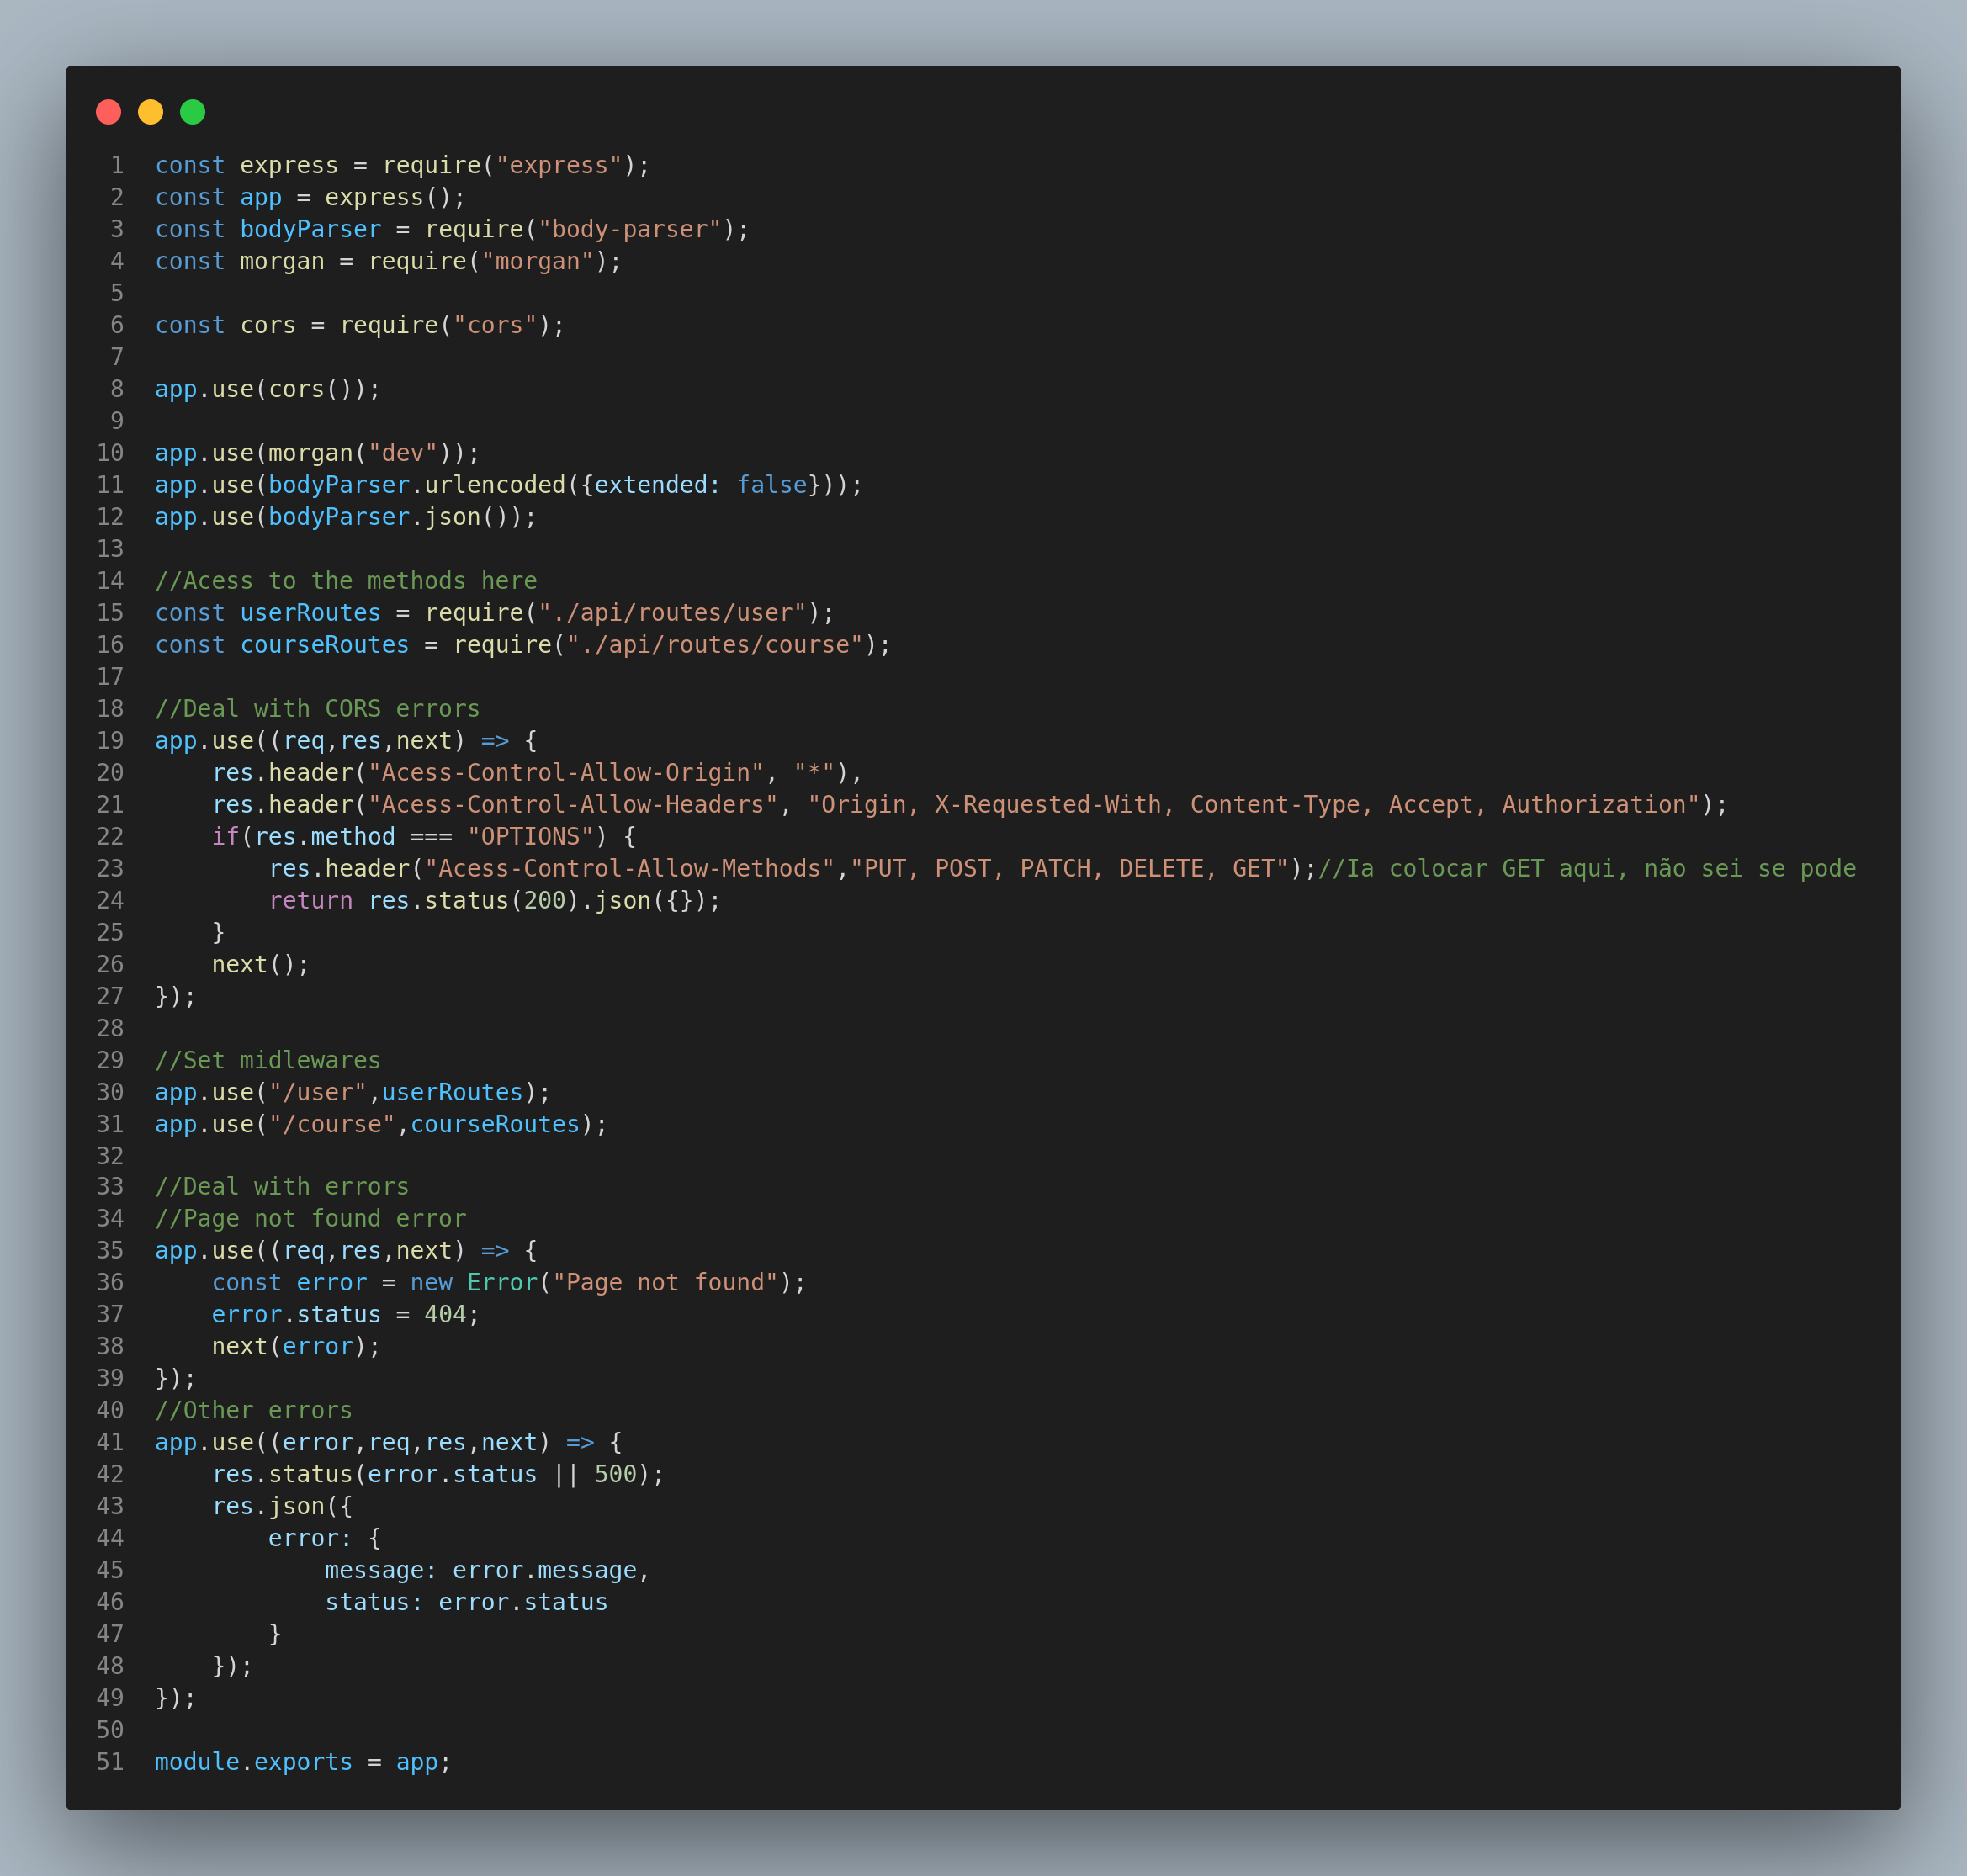 1 const express = require("express");
2 const app = express();
3 const bodyParser = require("body-parser");
4 const morgan = require("morgan");
5
6 const cors = require("cors");
7
8 app.use(cors());
9
10 app.use(morgan("dev"));
11 app.use(bodyParser.urlencoded({extended: false}));
12 app.use(bodyParser.json());
13
14 //Acess to the methods here
15 const userRoutes = require("./api/routes/user");
16 const courseRoutes = require("./api/routes/course");
17
18 //Deal with CORS errors
19 app.use((req,res,next) => {
20     res.header("Acess-Control-Allow-Origin", "*"),
21     res.header("Acess-Control-Allow-Headers", "Origin, X-Requested-With, Content-Type, Accept, Authorization");
22     if(res.method === "OPTIONS") {
23         res.header("Acess-Control-Allow-Methods","PUT, POST, PATCH, DELETE, GET");//Ia colocar GET aqui, não sei se pode
24         return res.status(200).json({});
25     }
26     next();
27 });
28
29 //Set midlewares
30 app.use("/user",userRoutes);
31 app.use("/course",courseRoutes);
32
33 //Deal with errors
34 //Page not found error
35 app.use((req,res,next) => {
36     const error = new Error("Page not found");
37     error.status = 404;
38     next(error);
39 });
40 //Other errors
41 app.use((error,req,res,next) => {
42     res.status(error.status || 500);
43     res.json({
44         error: {
45             message: error.message,
46             status: error.status
47         }
48     });
49 });
50
51 module.exports = app;